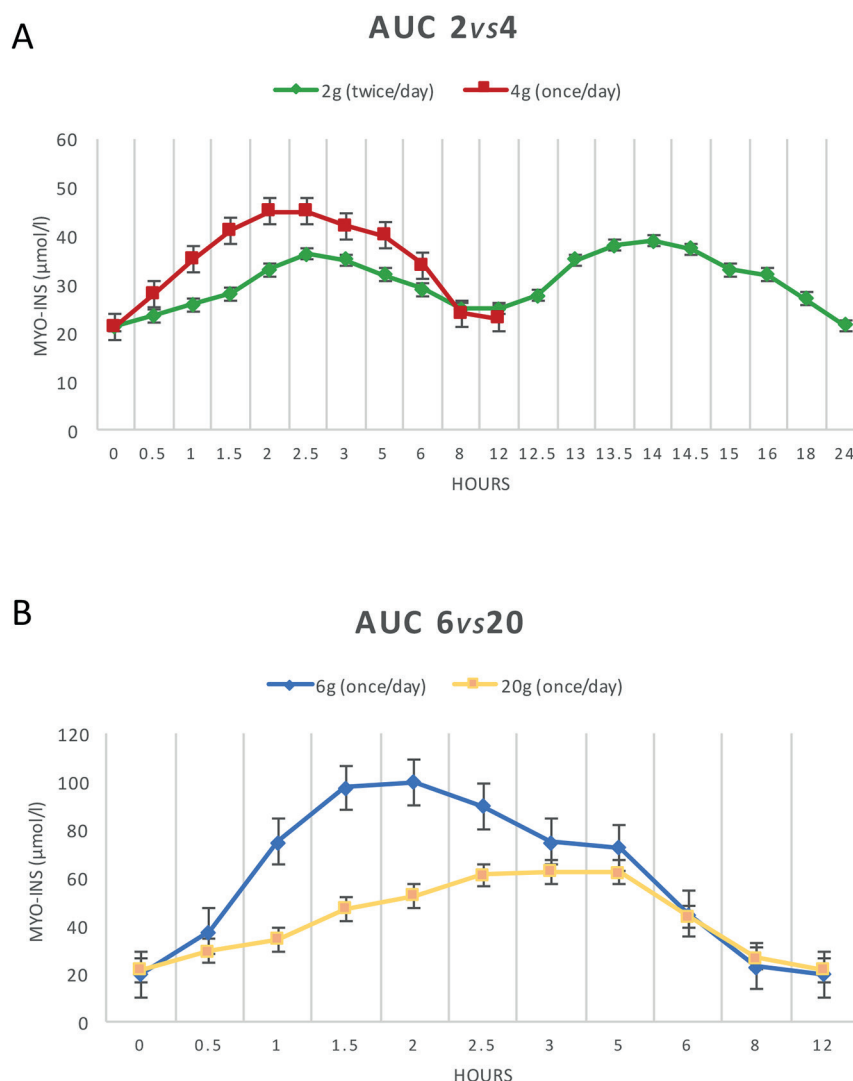 A
AUC 2vs4
2g (twice/day) 4g (once/day)
60
50
40
30
20
10
0
MYO-INS (μmol/l)
0 0.5 1 1.5 2 2.5 3 5 6 8 12 12.5 13 13.5 14 14.5 15 16 18 24
HOURS
B
AUC 6vs20
6g (once/day) 20g (once/day)
120
100
80
60
40
20
0
MYO-INS (μmol/l)
0 0.5 1 1.5 2 2.5 3 5 6 8 12
HOURS